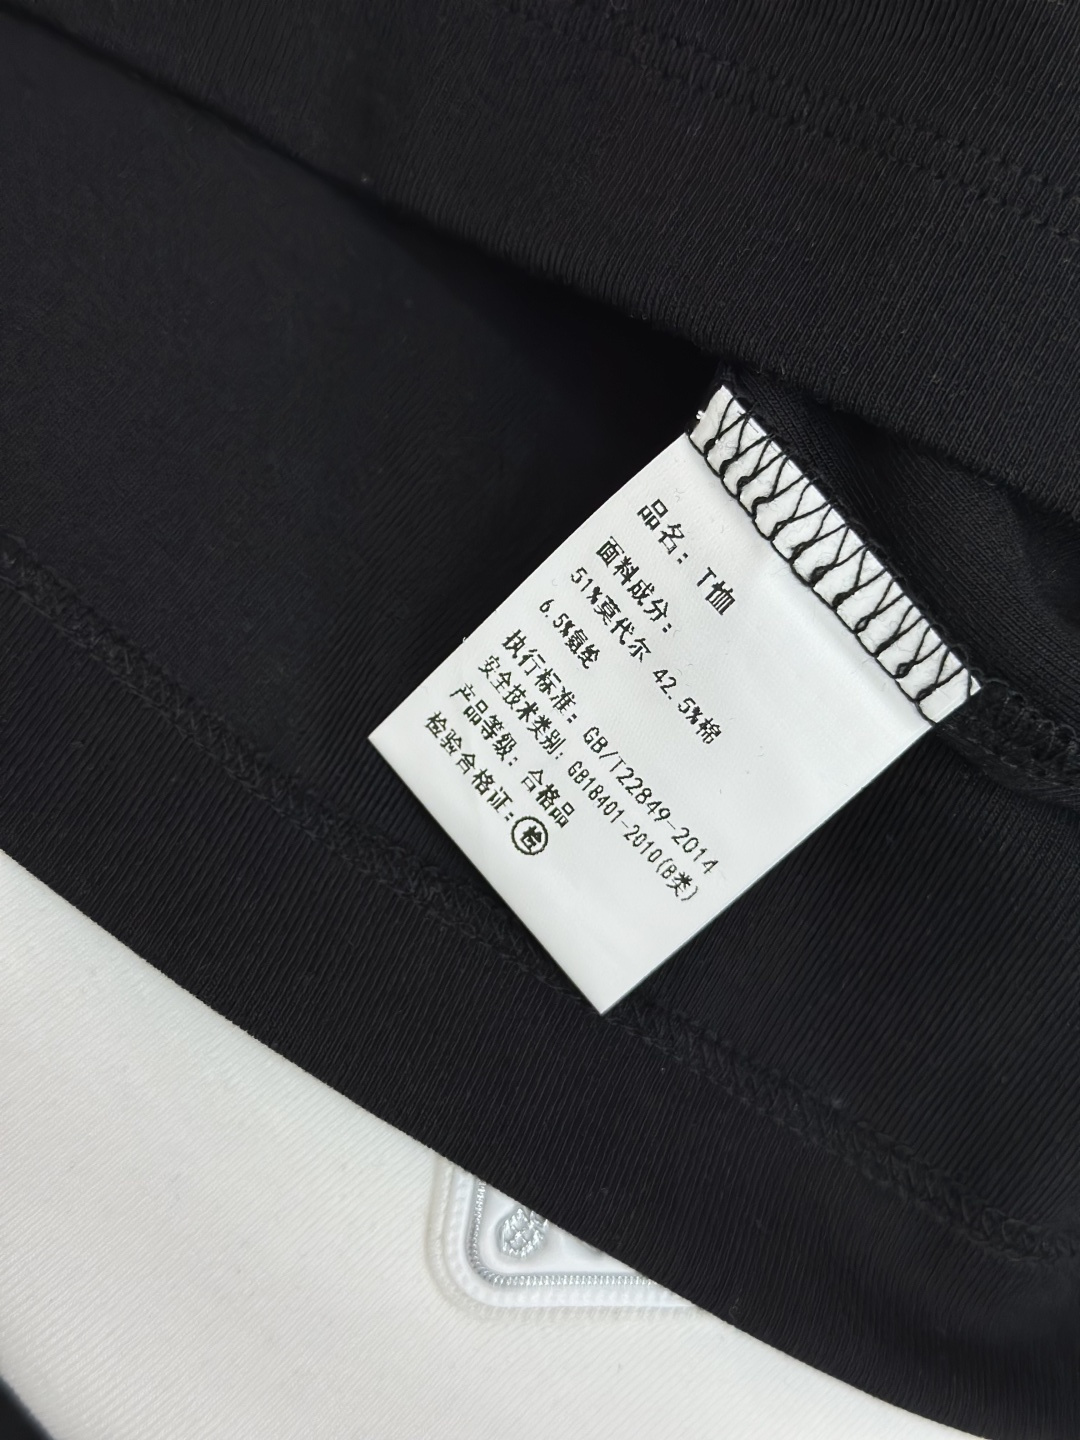 品名：T恤
面料成分：
51%莫代尔 42.5%棉
6.5%氨纶
执行标准：GB/T22849-2014
安全技术类别：GB18401-2010(B类)
产品等级：合格品
检验合格证：检